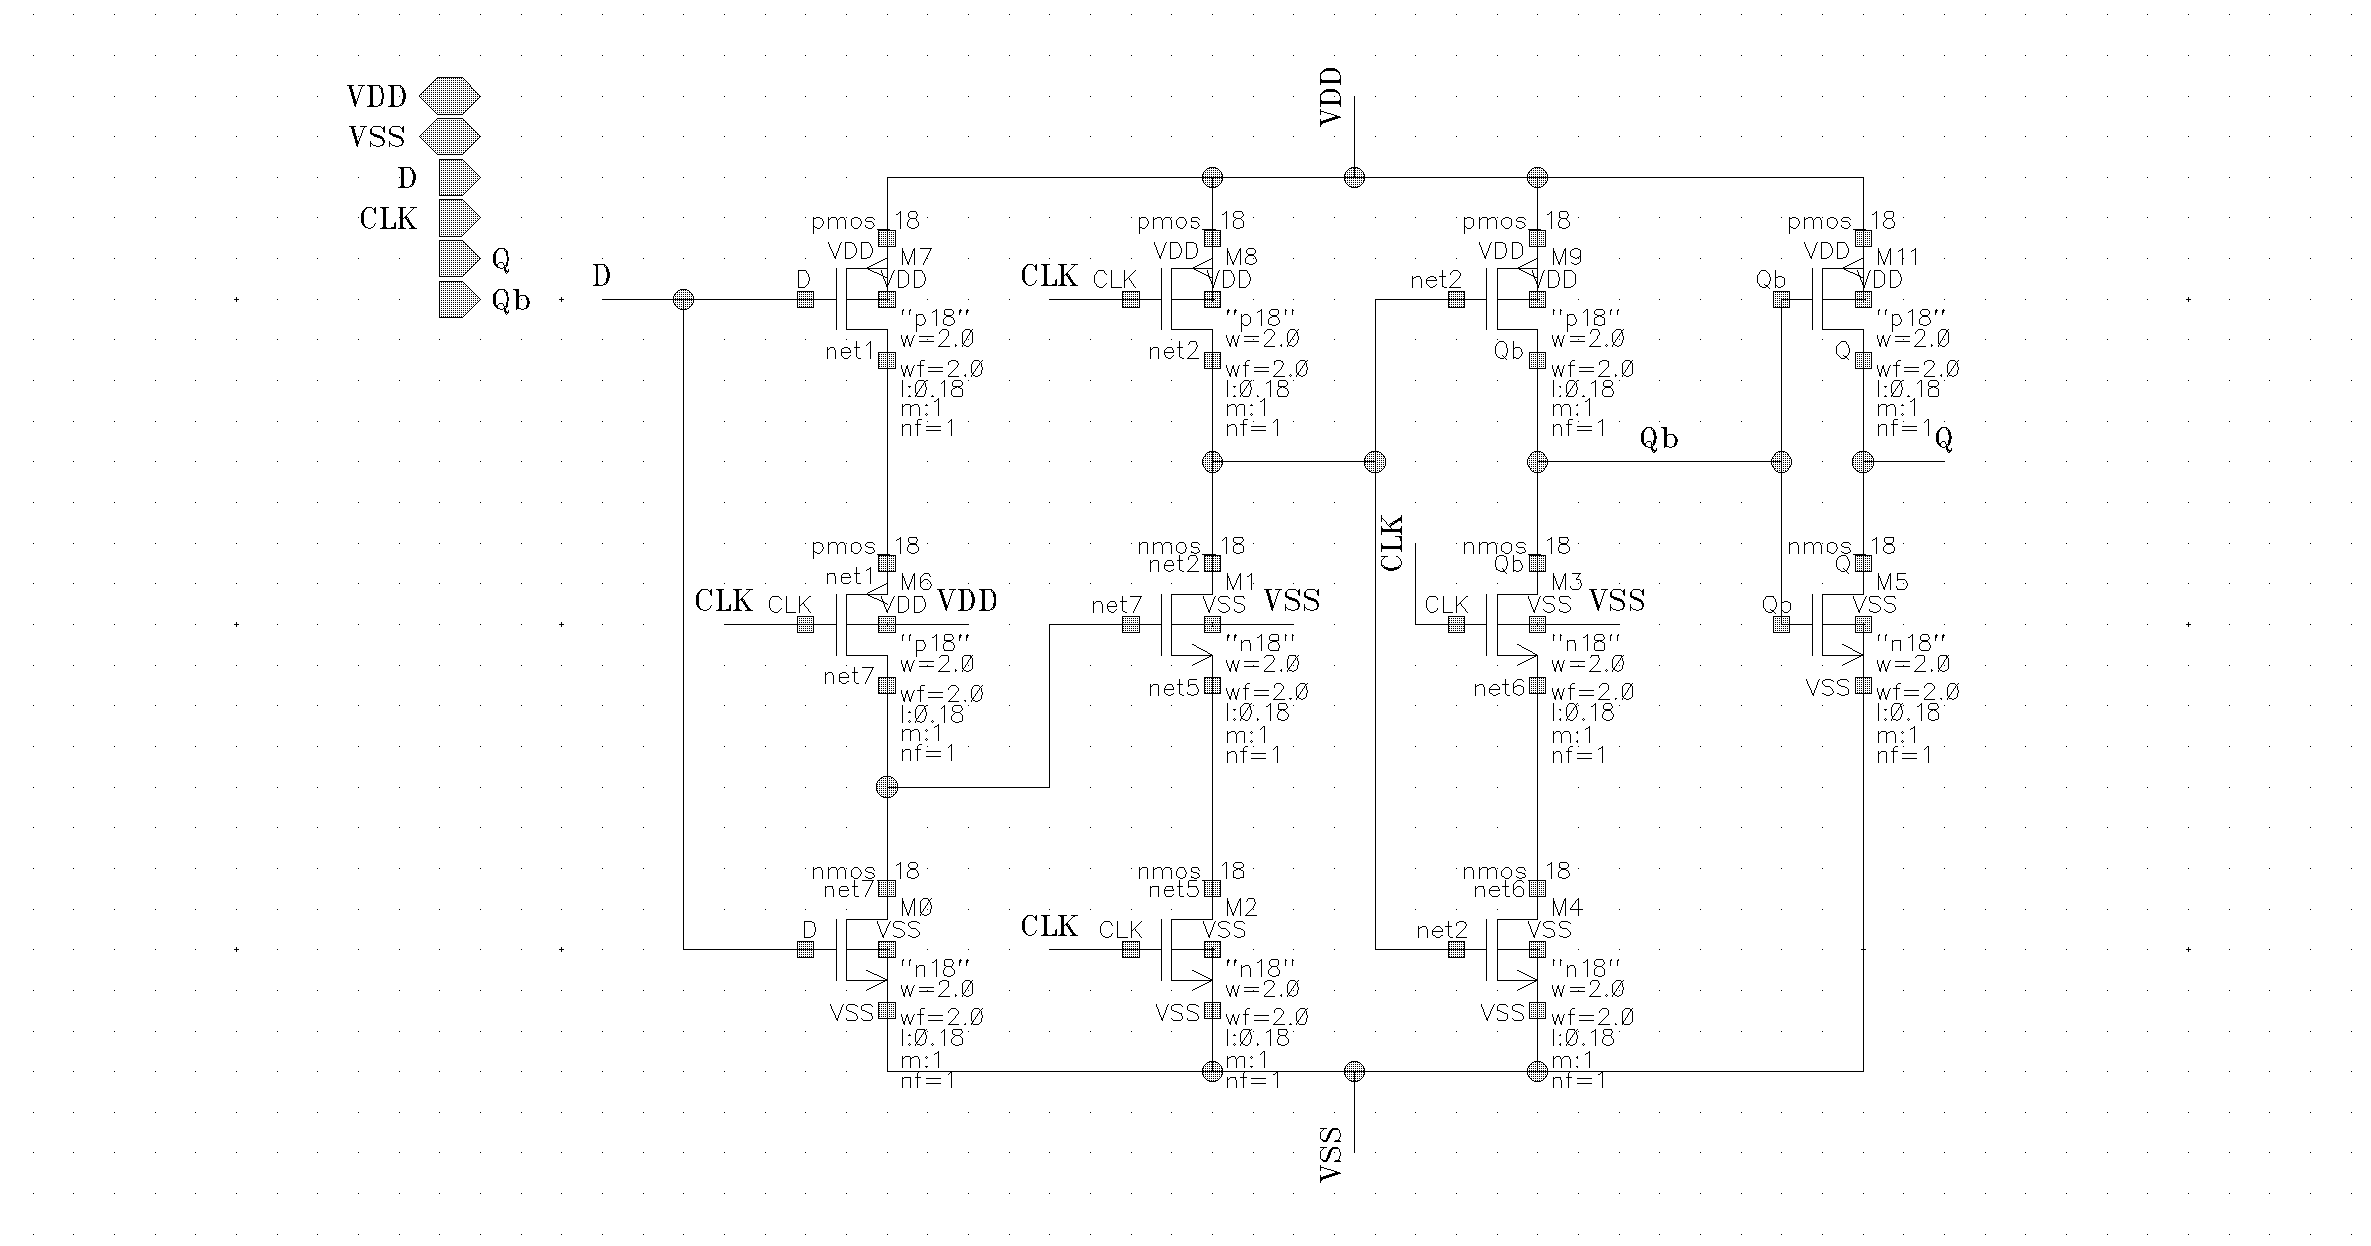 VDD
VSS
D
CLK
Q
Qb
VDD
VSS
D
pmos_18
VDD
M7
D
VDD
"p18"
w=2.0
net1
wf=2.0
l:0.18
m:1
nf=1
CLK
pmos_18
VDD
M8
CLK
VDD
"p18"
w=2.0
net2
wf=2.0
l:0.18
m:1
nf=1
pmos_18
VDD
M9
net2
VDD
"p18"
w=2.0
Qb
wf=2.0
l:0.18
m:1
nf=1
Qb
pmos_18
VDD
M11
Qb
VDD
"p18"
w=2.0
Q
wf=2.0
l:0.18
m:1
nf=1
Q
CLK
pmos_18
net1
M6
CLK
VDD
VDD
"p18"
w=2.0
net7
wf=2.0
l:0.18
m:1
nf=1
nmos_18
net2
M1
net7
VSS
VSS
"n18"
w=2.0
net5
wf=2.0
l:0.18
m:1
nf=1
CLK
nmos_18
Qb
M3
CLK
VSS
VSS
"n18"
w=2.0
net6
wf=2.0
l:0.18
m:1
nf=1
nmos_18
Q
M5
Qb
VSS
"n18"
w=2.0
VSS
wf=2.0
l:0.18
m:1
nf=1
nmos_18
net7
M0
D
VSS
"n18"
w=2.0
VSS
wf=2.0
l:0.18
m:1
nf=1
CLK
nmos_18
net5
M2
CLK
VSS
"n18"
w=2.0
VSS
wf=2.0
l:0.18
m:1
nf=1
nmos_18
net6
M4
net2
VSS
"n18"
w=2.0
VSS
wf=2.0
l:0.18
m:1
nf=1